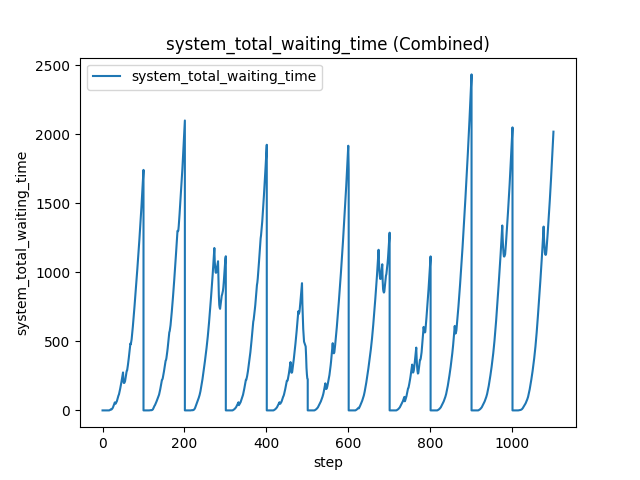 system_total_waiting_time (Combined)
system_total_waiting_time
system_total_waiting_time
2500
2000
1500
1000
500
0
0 200 400 600 800 1000
step